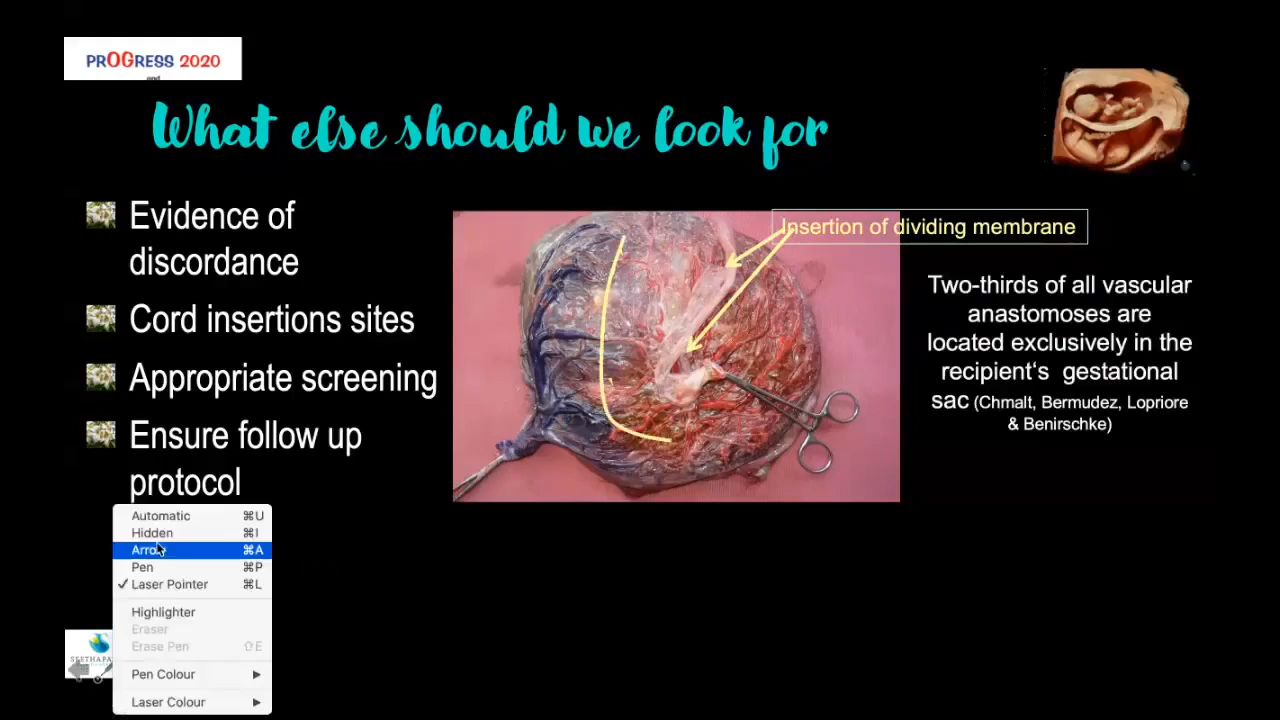 PROGRESS 2020
and
What else should we look for
Evidence of
discordance
Cord insertions sites
Appropriate screening
Ensure follow up
protocol
Insertion of dividing membrane
Two-thirds of all vascular
anastomoses are
located exclusively in the
recipient's gestational
sac (Chmalt, Bermudez, Lopriore
& Benirschke)
Automatic ⌘U
Hidden ⌘I
⌘A
Pen ⌘P
✓ Laser Pointer ⌘L
Highlighter
Eraser
Erase Pen ⇧E
Pen Colour ▶
Laser Colour ▶